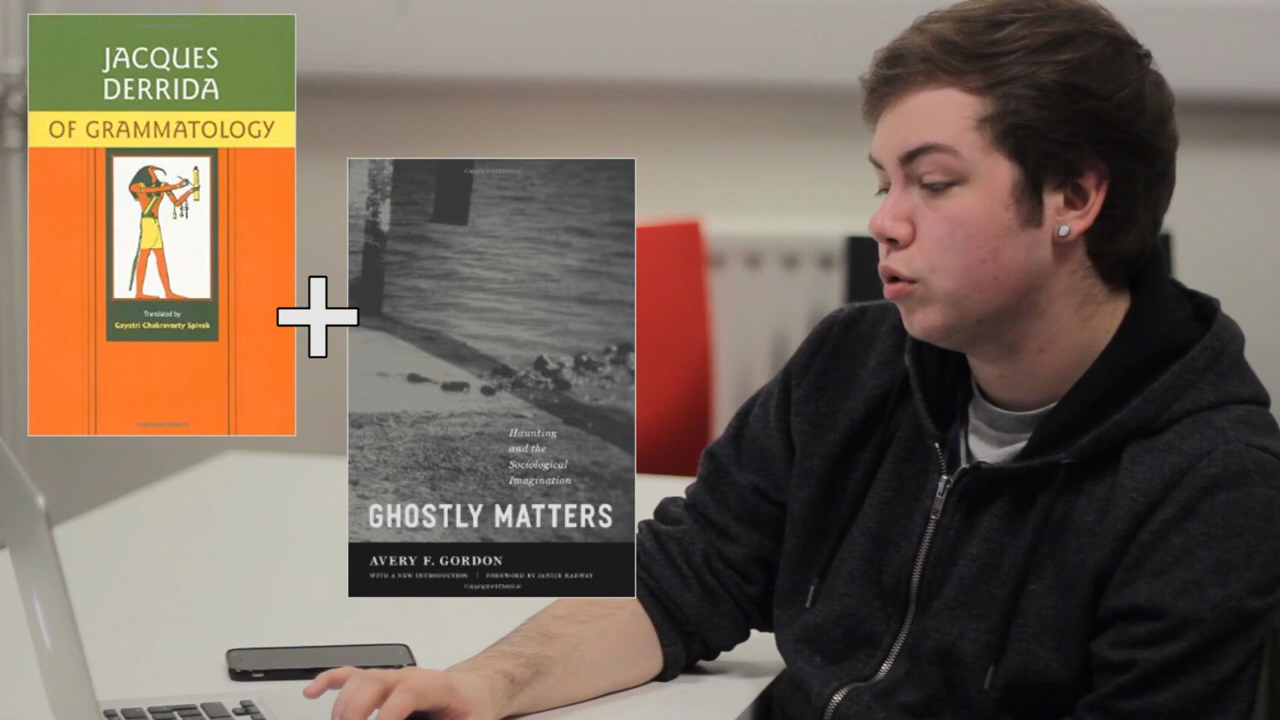 JACQUES
DERRIDA
OF GRAMMATOLOGY
Translated by
Gayatri Chakravorty Spivak
Haunting
and the
Sociological
Imagination
GHOSTLY MATTERS
AVERY F. GORDON
WITH A NEW INTRODUCTION | FOREWORD BY JANICE RADWAY